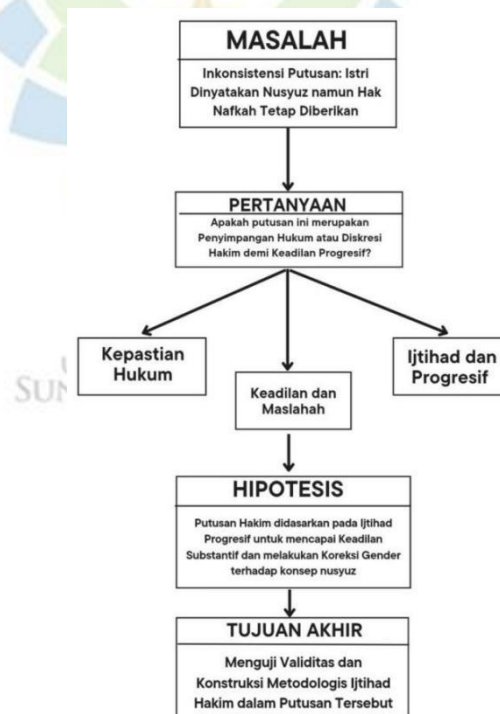 MASALAH
Inkonsistensi Putusan: Istri
Dinyatakan Nusyuz namun Hak
Nafkah Tetap Diberikan
PERTANYAAN
Apakah putusan ini merupakan
Penyimpangan Hukum atau Diskresi
Hakim demi Keadilan Progresif?
Kepastian
Hukum
Keadilan dan
Maslahah
Ijtihad dan
Progresif
HIPOTESIS
Putusan Hakim didasarkan pada Ijtihad
Progresif untuk mencapai Keadilan
Substantif dan melakukan Koreksi Gender
terhadap konsep nusyuz
TUJUAN AKHIR
Menguji Validitas dan
Konstruksi Metodologis Ijtihad
Hakim dalam Putusan Tersebut